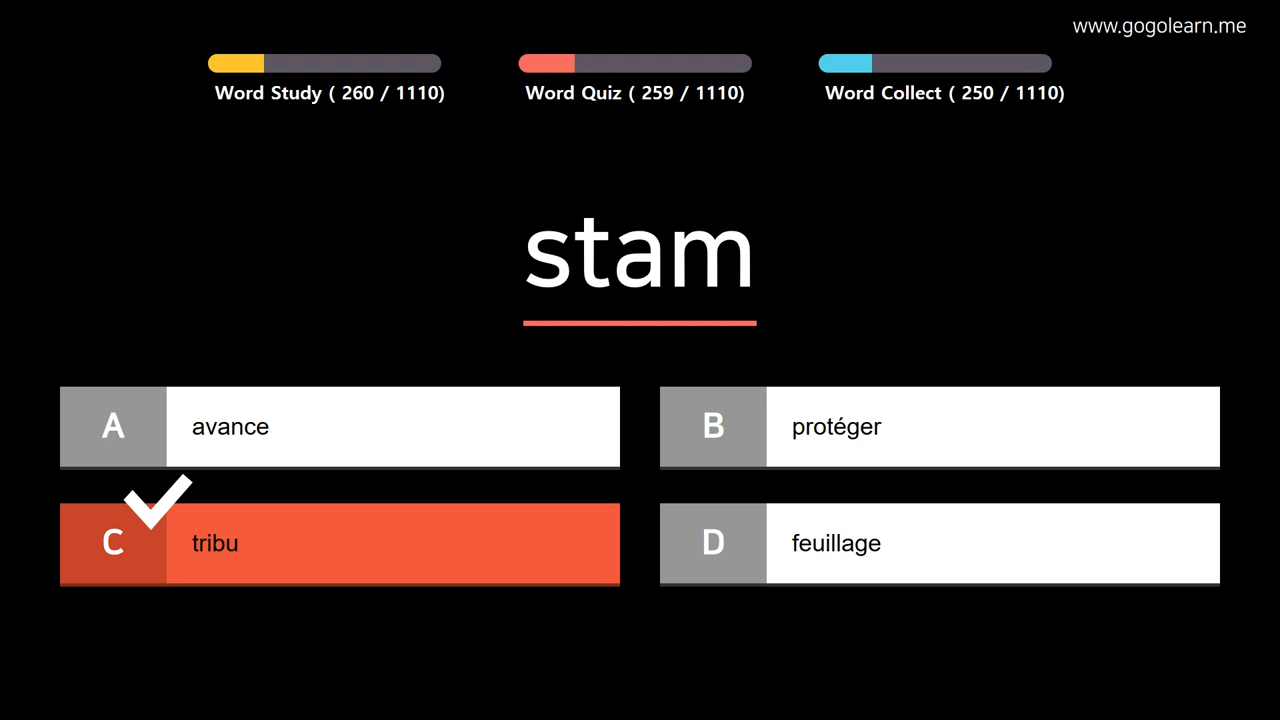 www.gogolearn.me
Word Study ( 260 / 1110)
Word Quiz ( 259 / 1110)
Word Collect ( 250 / 1110)
stam
A avance
B protéger
C tribu
D feuillage